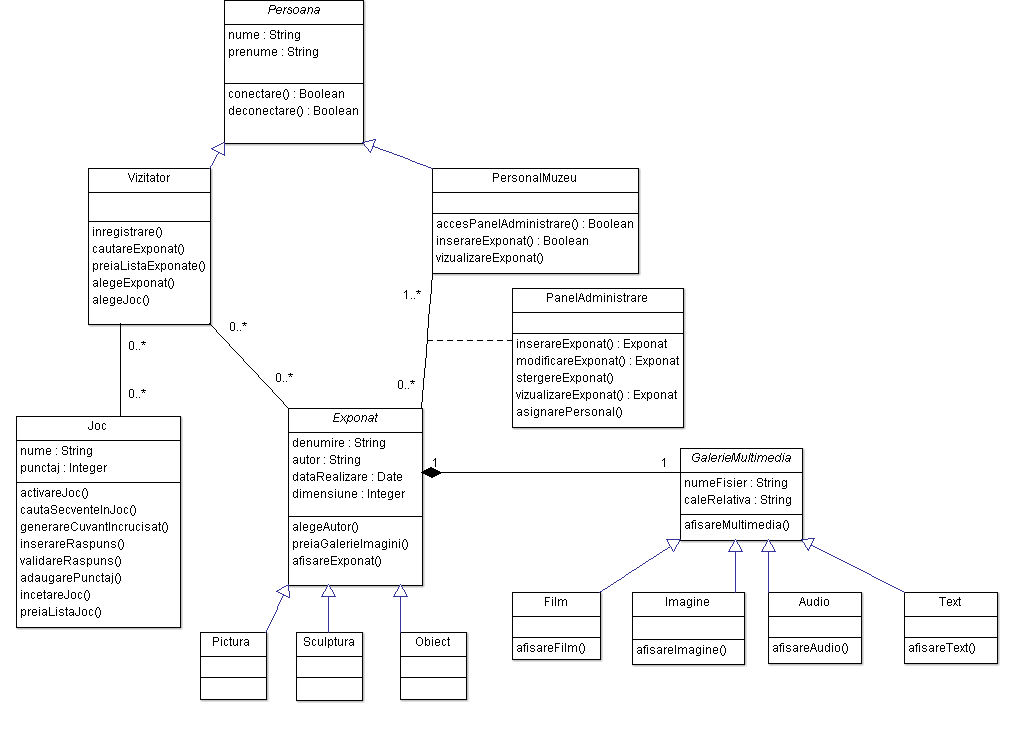 Persoana
nume : String
prenume : String
conectare() : Boolean
deconectare() : Boolean
Vizitator
inregistrare()
cautareExponat()
preiaListaExponate()
alegeExponat()
alegeJoc()
PersonalMuzeu
accesPanelAdministrare() : Boolean
inserareExponat() : Boolean
vizualizareExponat()
1..*
PanelAdministrare
inserareExponat() : Exponat
modificareExponat() : Exponat
stergereExponat()
vizualizareExponat() : Exponat
asignarePersonal()
0..*
0..*
0..*
0..*
0..*
Joc
nume : String
punctaj : Integer
activareJoc()
cautaSecventeInJoc()
generareCuvantIncrucisat()
inserareRaspuns()
validareRaspuns()
adaugarePunctaj()
incetareJoc()
preiaListaJoc()
Exponat
denumire : String
autor : String
dataRealizare : Date
dimensiune : Integer
alegeAutor()
preiaGalerieImagini()
afisareExponat()
1
1
GalerieMultimedia
numeFisier : String
caleRelativa : String
afisareMultimedia()
Pictura
Sculptura
Obiect
Film
afisareFilm()
Imagine
afisareImagine()
Audio
afisareAudio()
Text
afisareText()